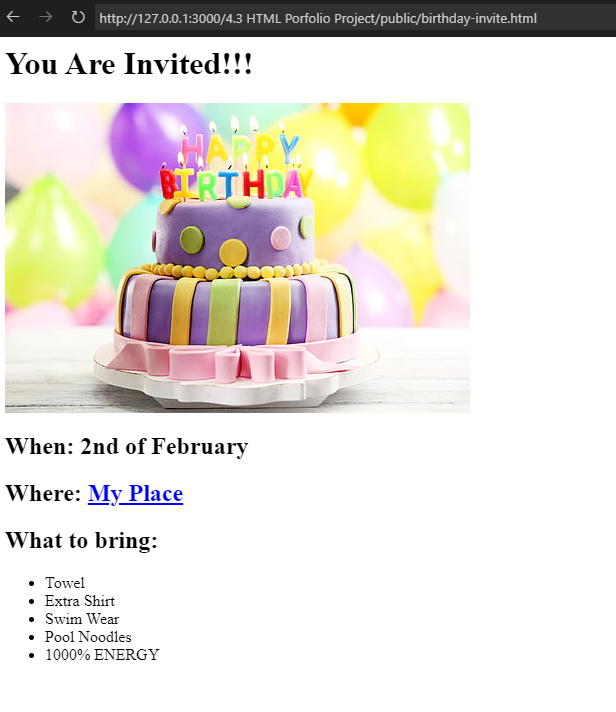 http://127.0.0.1:3000/4.3 HTML Porfolio Project/public/birthday-invite.html
You Are Invited!!!
HAPPY
BIRTHDAY
When: 2nd of February
Where: My Place
What to bring:
Towel
Extra Shirt
Swim Wear
Pool Noodles
1000% ENERGY